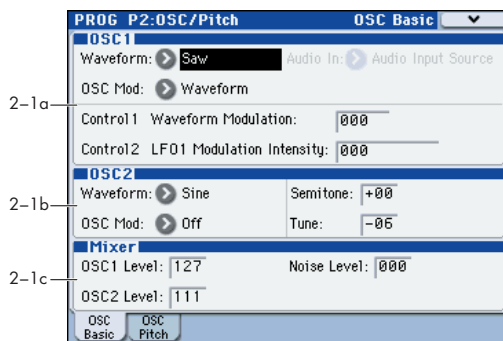 PROG P2:OSC/Pitch OSC Basic
OSC1
Waveform: Saw Audio In: Audio Input Source
OSC Mod: Waveform
2-1a
Control1 Waveform Modulation: 000
Control2 LFO1 Modulation Intensity: 000
OSC2
Waveform: Sine Semitone: +00
2-1b
OSC Mod: Off Tune: -06
Mixer
OSC1 Level: 127 Noise Level: 000
2-1c
OSC2 Level: 111
OSC Basic OSC Pitch